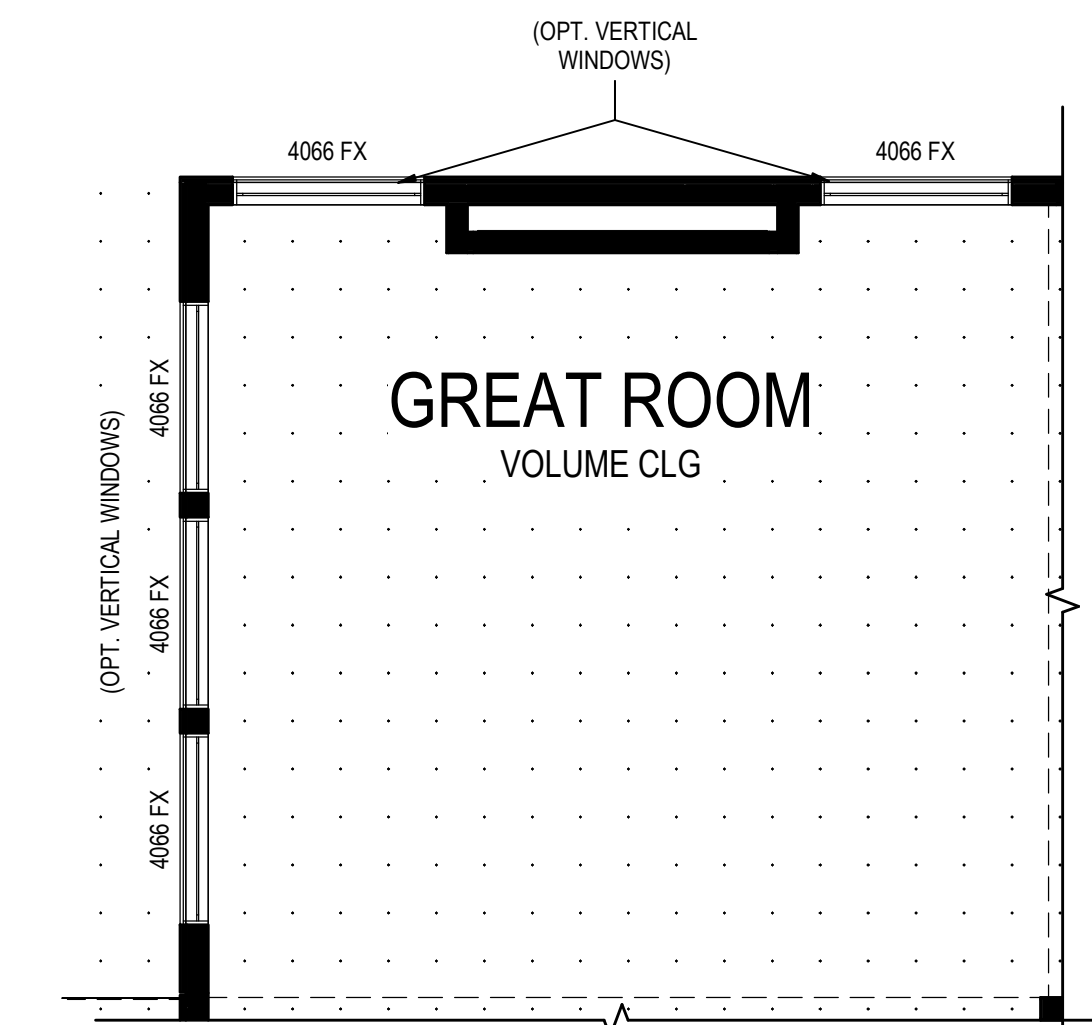 (OPT. VERTICAL
WINDOWS)
4066 FX
4066 FX
GREAT ROOM
VOLUME CLG
4066 FX
(OPT. VERTICAL WINDOWS)
4066 FX
4066 FX